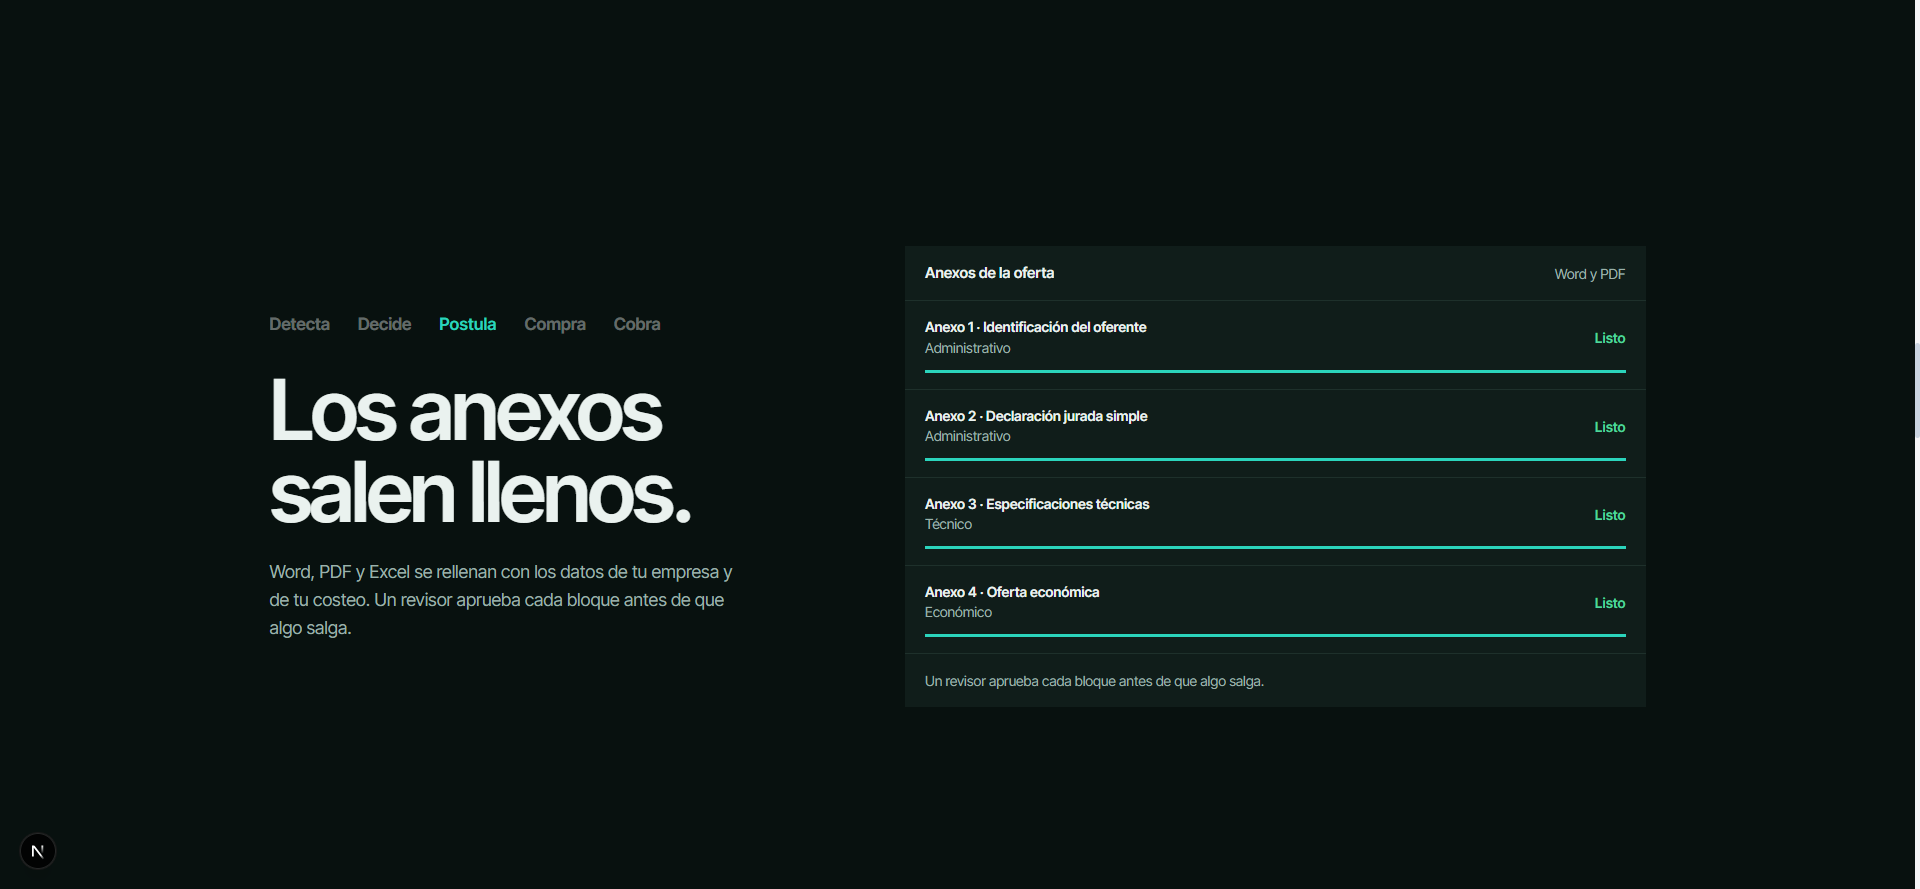 Detecta Decide Postula Compra Cobra
Los anexos
salen llenos.
Word, PDF y Excel se rellenan con los datos de tu empresa y
de tu costeo. Un revisor aprueba cada bloque antes de que
algo salga.
Anexos de la oferta Word y PDF
Anexo 1 · Identificación del oferente
Administrativo
Listo
Anexo 2 · Declaración jurada simple
Administrativo
Listo
Anexo 3 · Especificaciones técnicas
Técnico
Listo
Anexo 4 · Oferta económica
Económico
Listo
Un revisor aprueba cada bloque antes de que algo salga.
N